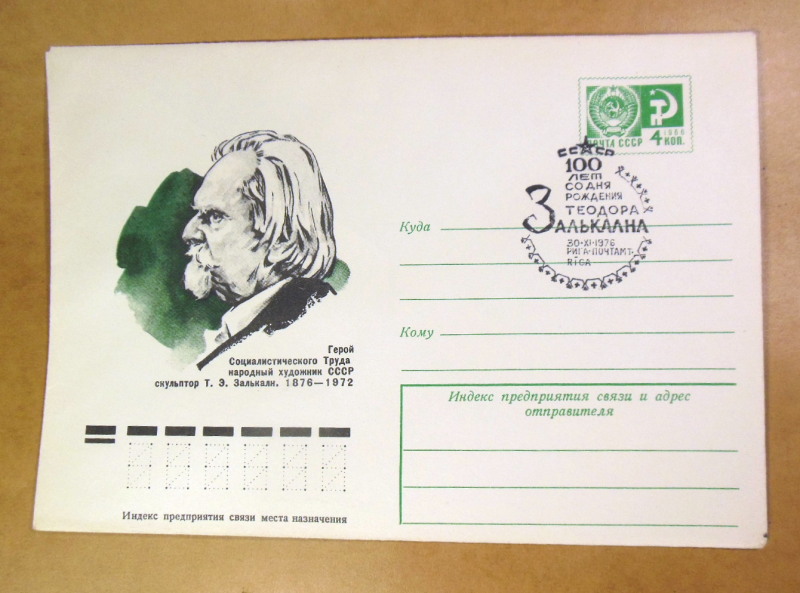 1966
ПОЧТА СССР 4 КОП.
СССР
100
ЛЕТ
СО ДНЯ
РОЖДЕНИЯ
ТЕОДОРА
ЗАЛЬКАЛНА
30·XI·1976
РИГА-ПОЧТАМТ.
RĪGA
Куда
Кому
Герой
Социалистического Труда
народный художник СССР
скульптор Т. Э. Залькалн. 1876—1972
Индекс предприятия связи и адрес
отправителя
Индекс предприятия связи места назначения